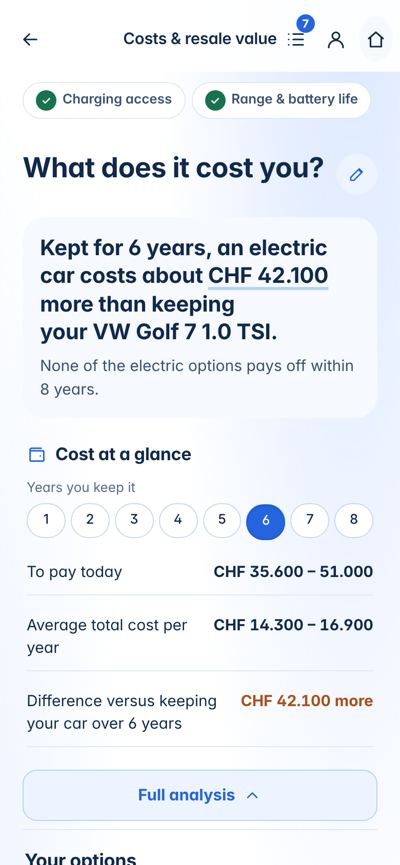 Costs & resale value
7
Charging access
Range & battery life
What does it cost you?
Kept for 6 years, an electric
car costs about CHF 42.100
more than keeping
your VW Golf 7 1.0 TSI.
None of the electric options pays off within
8 years.
Cost at a glance
Years you keep it
1 2 3 4 5 6 7 8
To pay today CHF 35.600 – 51.000
Average total cost per CHF 14.300 – 16.900
year
Difference versus keeping CHF 42.100 more
your car over 6 years
Full analysis
Your options